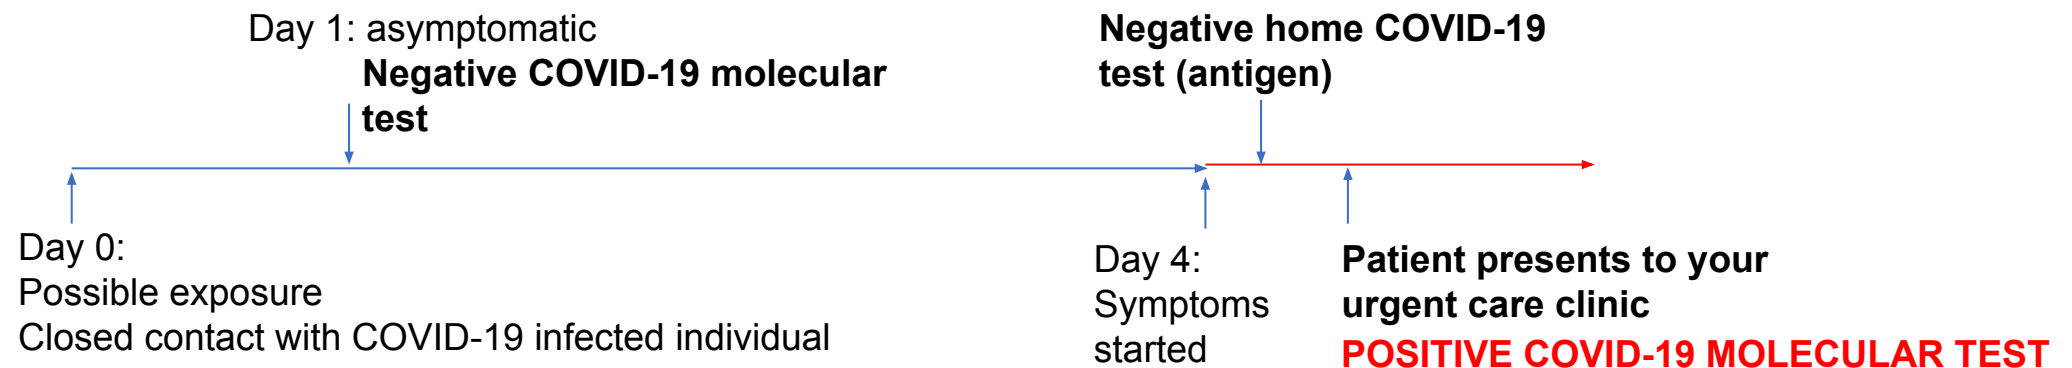 Day 1: asymptomatic
Negative COVID-19 molecular
test
Negative home COVID-19
test (antigen)
Day 0:
Possible exposure
Closed contact with COVID-19 infected individual
Day 4:
Symptoms
started
Patient presents to your
urgent care clinic
POSITIVE COVID-19 MOLECULAR TEST